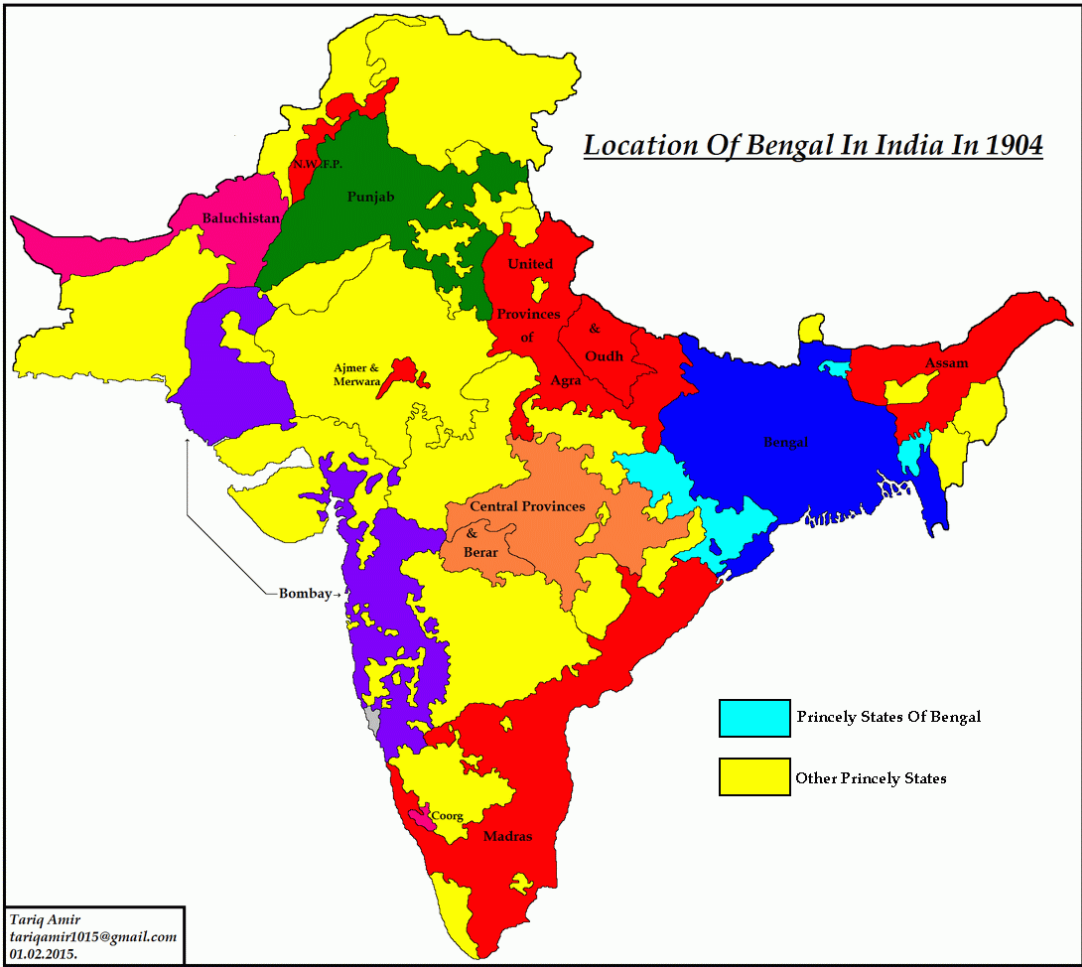 Location Of Bengal In India In 1904
N.W.F.P.
Punjab
Baluchistan
United
Provinces
of
&
Oudh
Agra
Ajmer &
Merwara
Assam
Bengal
Central Provinces
&
Berar
Bombay
Princely States Of Bengal
Other Princely States
Coorg
Madras
Tariq Amir
tariqamir1015@gmail.com
01.02.2015.